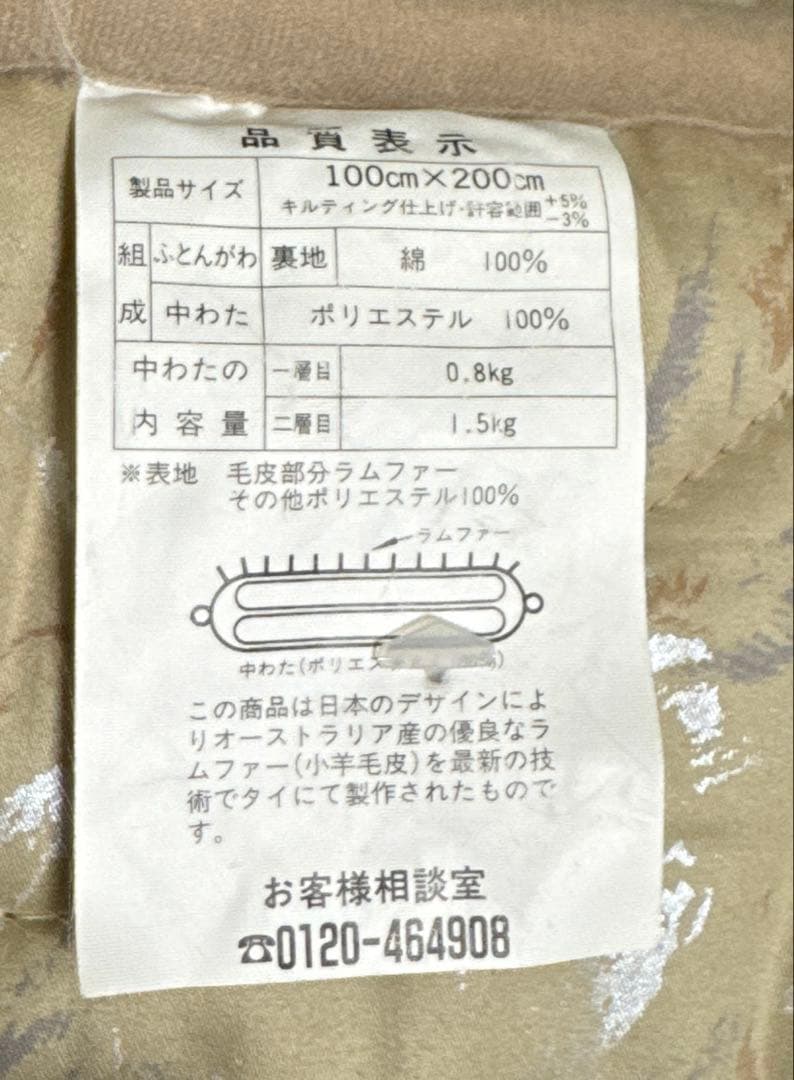 品質表示
製品サイズ 100cm×200cm
キルティング仕上げ・許容範囲 +5% −3%
組成 ふとんがわ 裏地 綿 100%
中わた ポリエステル 100%
中わたの内容量 一層目 0.8kg
二層目 1.5kg
※表地 毛皮部分ラムファー
その他ポリエステル100%
ラムファー
中わた(ポリエス
この商品は日本のデザインによ
りオーストラリア産の優良なラ
ムファー(小羊毛皮)を最新の技
術でタイにて製作されたもので
す。
お客様相談室
☎0120-464908